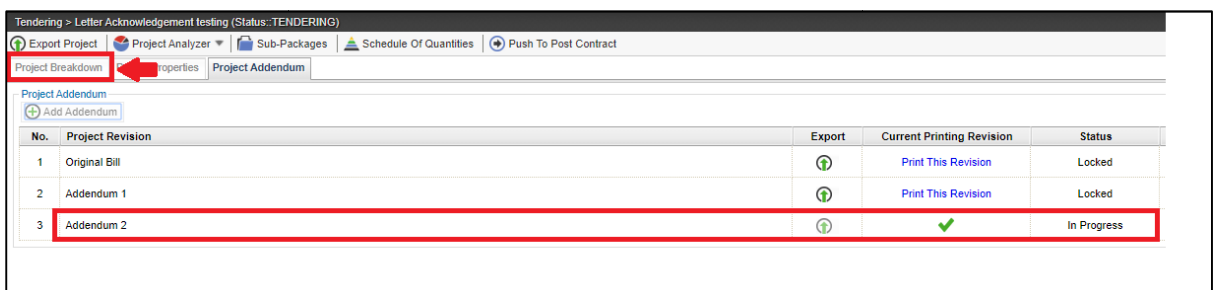 Tendering > Letter Acknowledgement testing (Status::TENDERING)
Export Project Project Analyzer Sub-Packages Schedule Of Quantities Push To Post Contract
Project Breakdown roperties Project Addendum
Project Addendum
Add Addendum
No. Project Revision Export Current Printing Revision Status
1 Original Bill Print This Revision Locked
2 Addendum 1 Print This Revision Locked
3 Addendum 2 In Progress